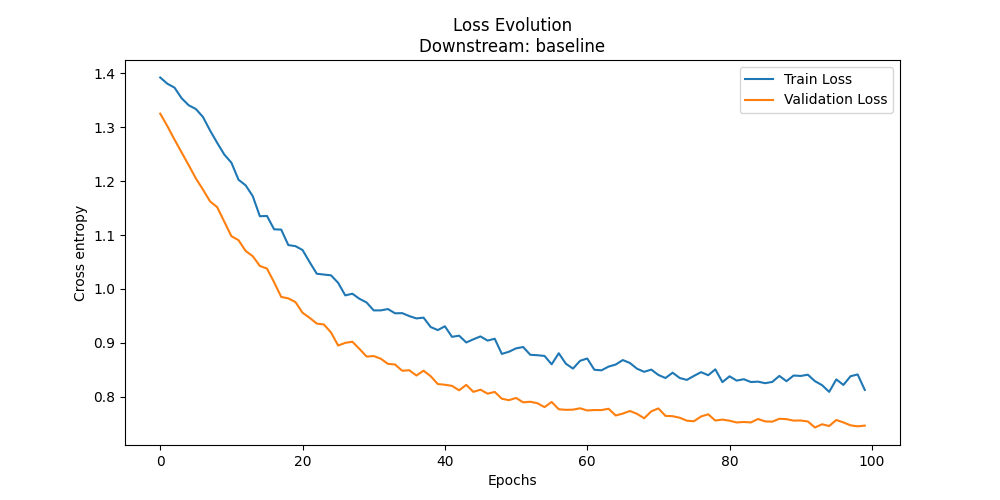 Loss Evolution
Downstream: baseline
Train Loss
Validation Loss
1.4
1.3
1.2
1.1
1.0
0.9
0.8
Cross entropy
0 20 40 60 80 100
Epochs